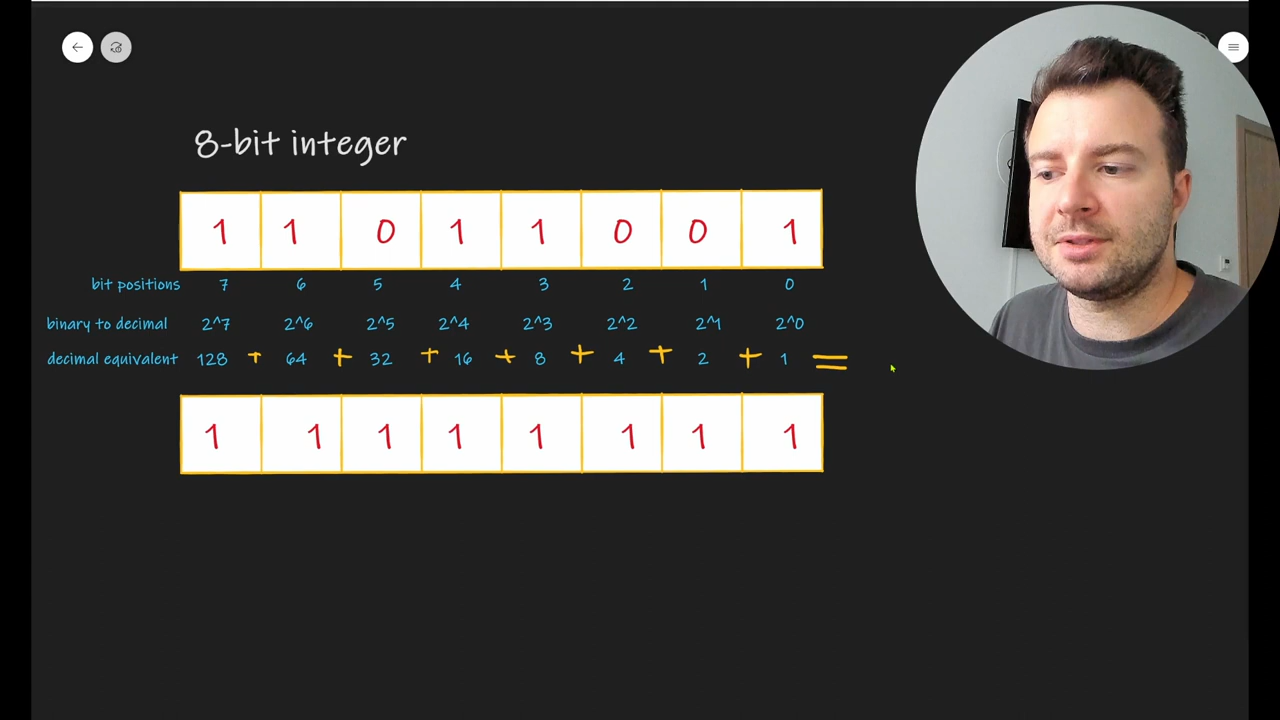 8-bit integer
1 1 0 1 1 0 0 1
bit positions 7 6 5 4 3 2 1 0
binary to decimal 2^7 2^6 2^5 2^4 2^3 2^2 2^1 2^0
decimal equivalent 128 + 64 + 32 + 16 + 8 + 4 + 2 + 1 =
1 1 1 1 1 1 1 1